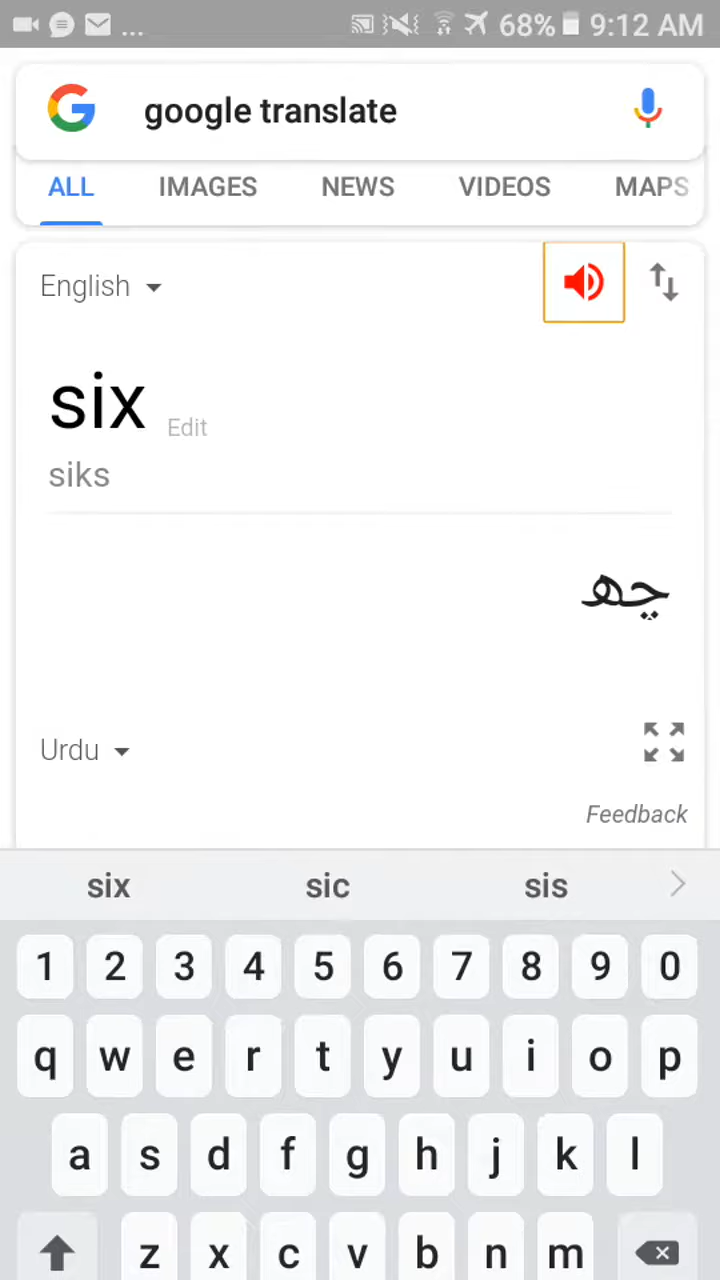 ... 68% 9:12 AM
google translate
ALL IMAGES NEWS VIDEOS MAPS
English
six Edit
siks
چھ
Urdu
Feedback
six sic sis
1 2 3 4 5 6 7 8 9 0
q w e r t y u i o p
a s d f g h j k l
z x c v b n m